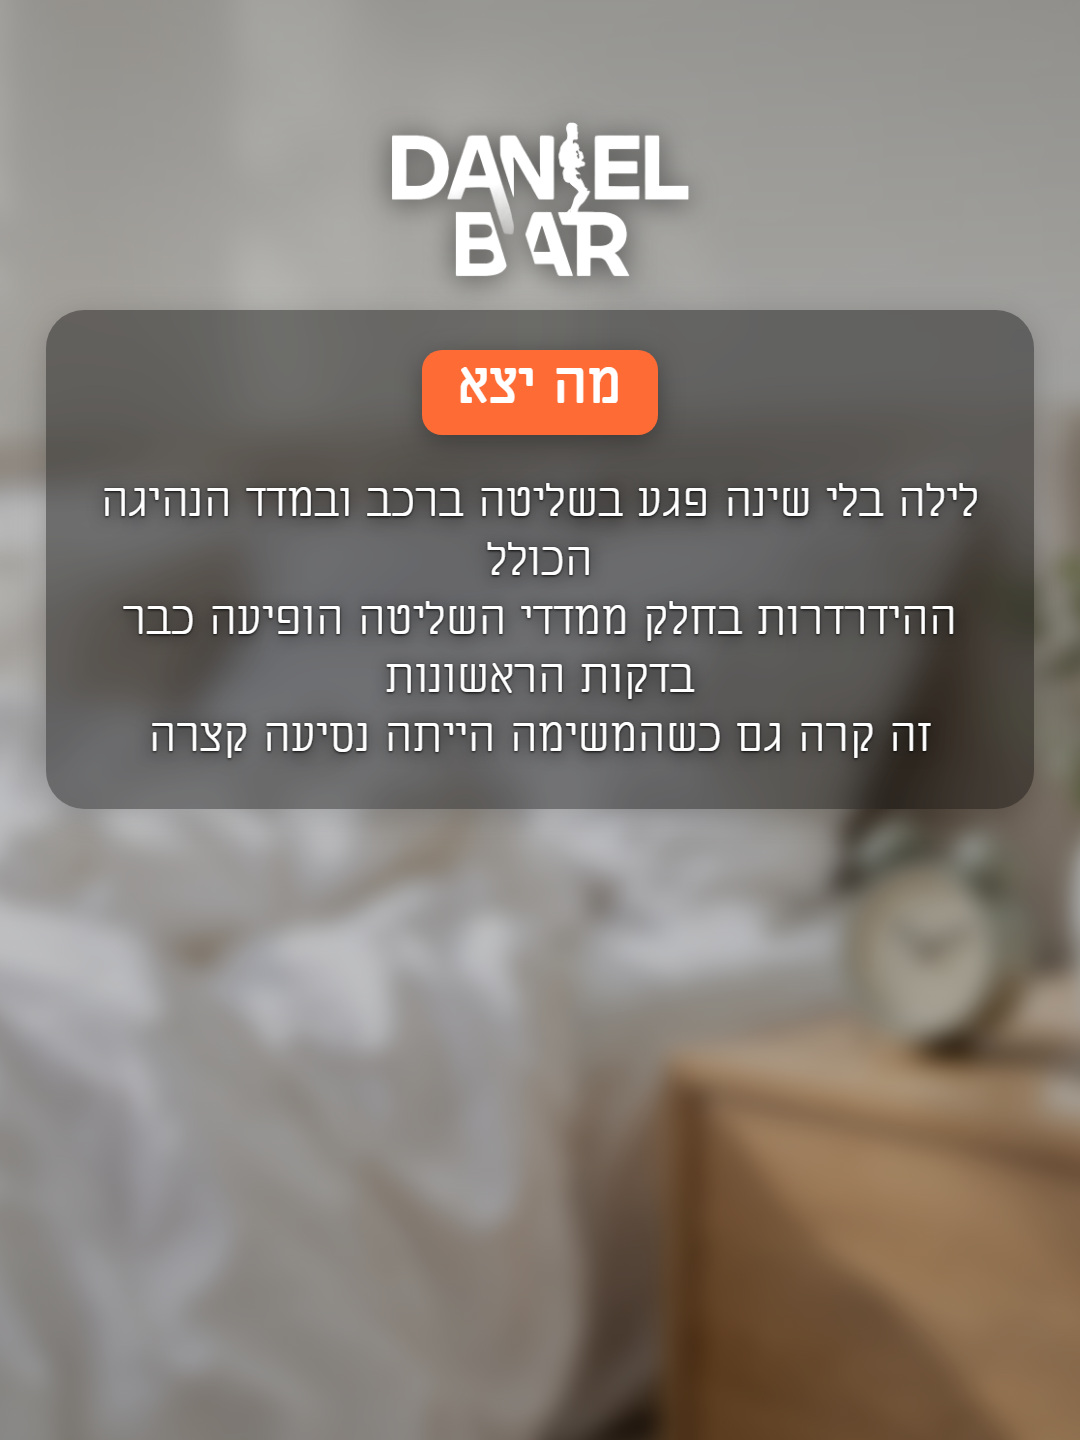 DANIEL
BAR
מה יצא
לילה בלי שינה פגע בשליטה ברכב ובמדד הנהיגה
הכולל
ההידרדרות בחלק ממדדי השליטה הופיעה כבר
בדקות הראשונות
זה קרה גם כשהמשימה הייתה נסיעה קצרה